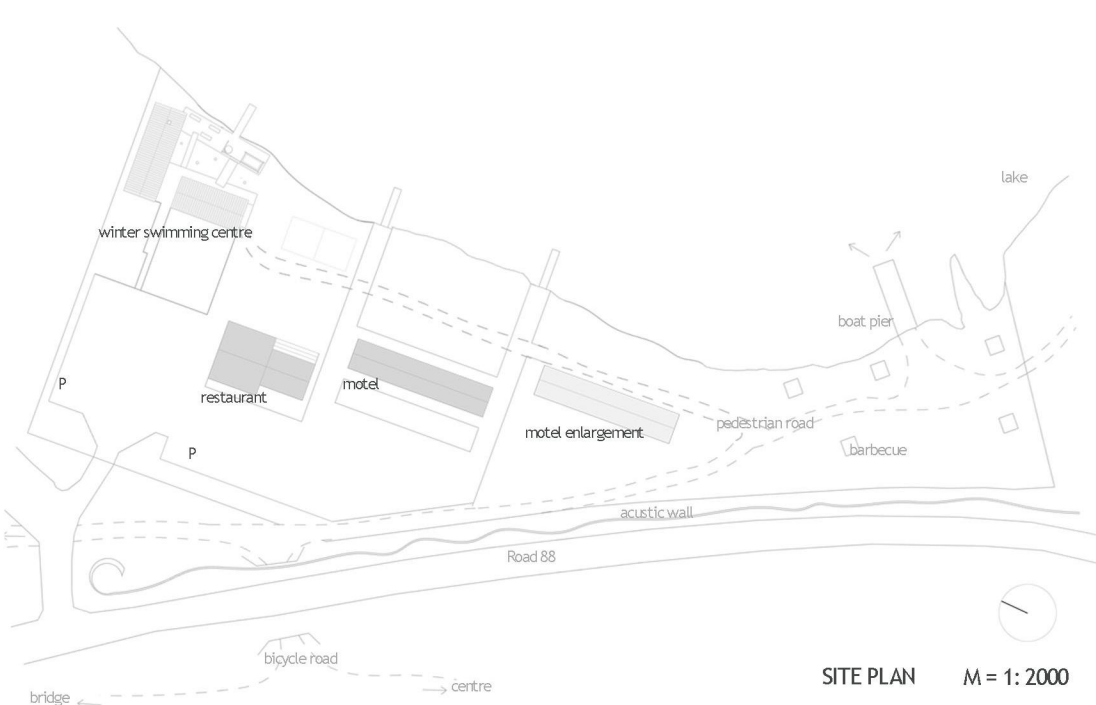 lake
winter swimming centre
boat pier
P
motel
restaurant
pedestrian road
motel enlargement
barbecue
P
acustic wall
Road 88
bicycle road
SITE PLAN M = 1: 2000
centre
bridge